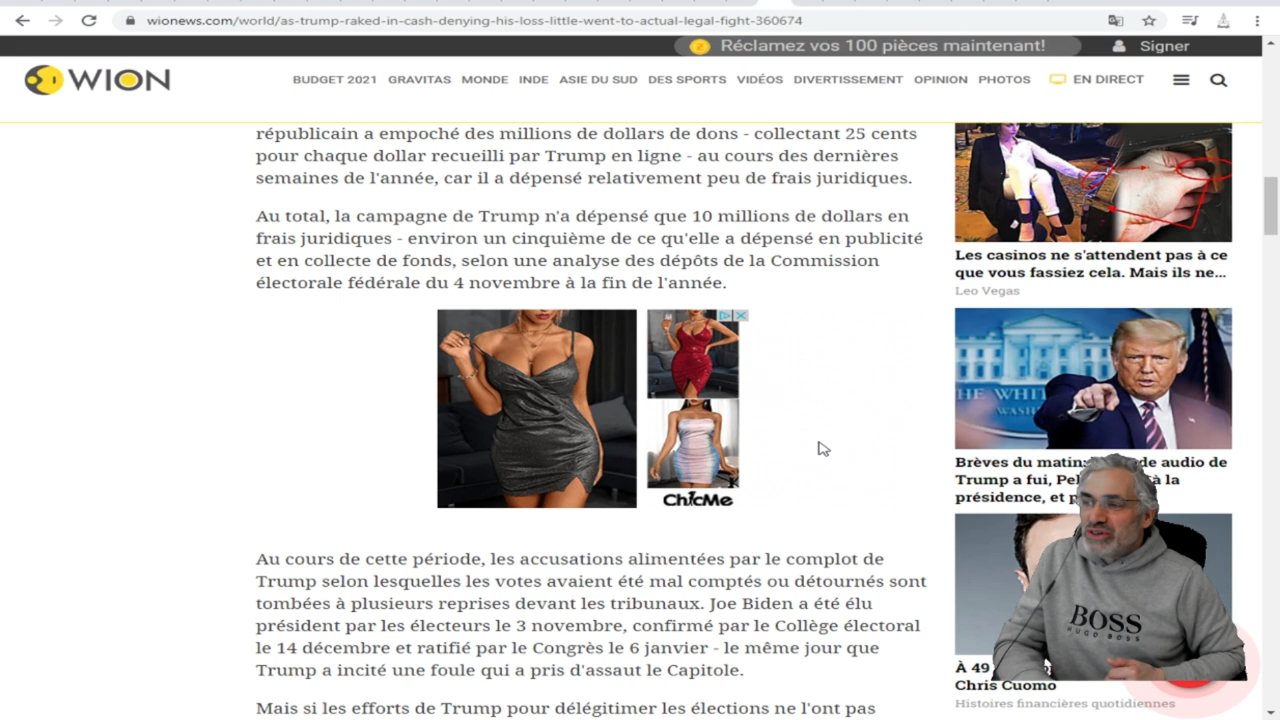 wionews.com/world/as-trump-raked-in-cash-denying-his-loss-little-went-to-actual-legal-fight-360674
Réclamez vos 100 pièces maintenant!
Signer
WION
BUDGET 2021 GRAVITAS MONDE INDE ASIE DU SUD DES SPORTS VIDÉOS DIVERTISSEMENT OPINION PHOTOS EN DIRECT
républicain a empoché des millions de dollars de dons - collectant 25 cents
pour chaque dollar recueilli par Trump en ligne - au cours des dernières
semaines de l'année, car il a dépensé relativement peu de frais juridiques.
Au total, la campagne de Trump n'a dépensé que 10 millions de dollars en
frais juridiques - environ un cinquième de ce qu'elle a dépensé en publicité
et en collecte de fonds, selon une analyse des dépôts de la Commission
électorale fédérale du 4 novembre à la fin de l'année.
ChicMe
Au cours de cette période, les accusations alimentées par le complot de
Trump selon lesquelles les votes avaient été mal comptés ou détournés sont
tombées à plusieurs reprises devant les tribunaux. Joe Biden a été élu
président par les électeurs le 3 novembre, confirmé par le Collège électoral
le 14 décembre et ratifié par le Congrès le 6 janvier - le même jour que
Trump a incité une foule qui a pris d'assaut le Capitole.
Mais si les efforts de Trump pour délégitimer les élections ne l'ont pas
Les casinos ne s'attendent pas à ce
que vous fassiez cela. Mais ils ne...
Leo Vegas
THE WHITE
WASH
Brèves du matin: de audio de
Trump a fui, Pel à la
présidence, et p
À 49
Chris Cuomo
Histoires financières quotidiennes
BOSS
HUGO BOSS